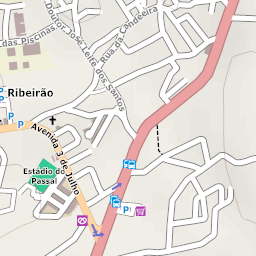 das Piscinas
Doutor José Leite dos Santos
Rua da Candeeira
Ribeirão
Avenida 3 de Julho
Estádio do
Passal
P
P
P